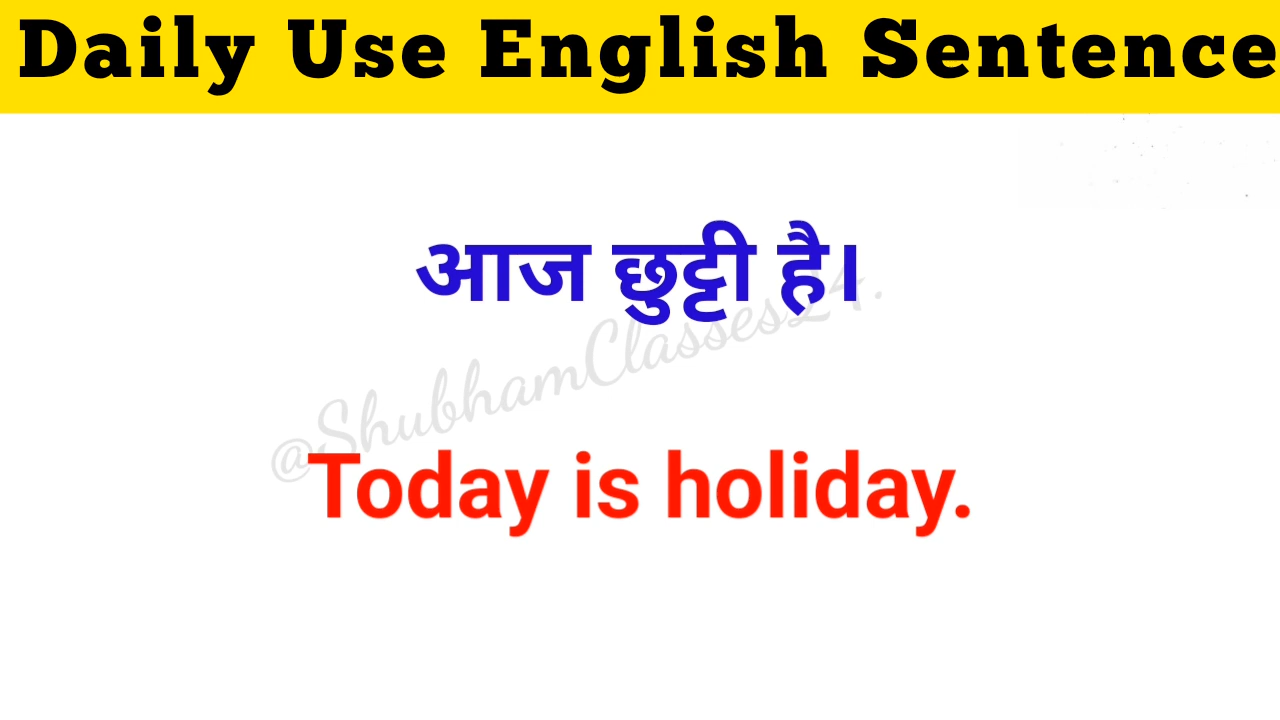 Daily Use English Sentence
आज छुट्टी है।
@ShubhamClasses24.
Today is holiday.